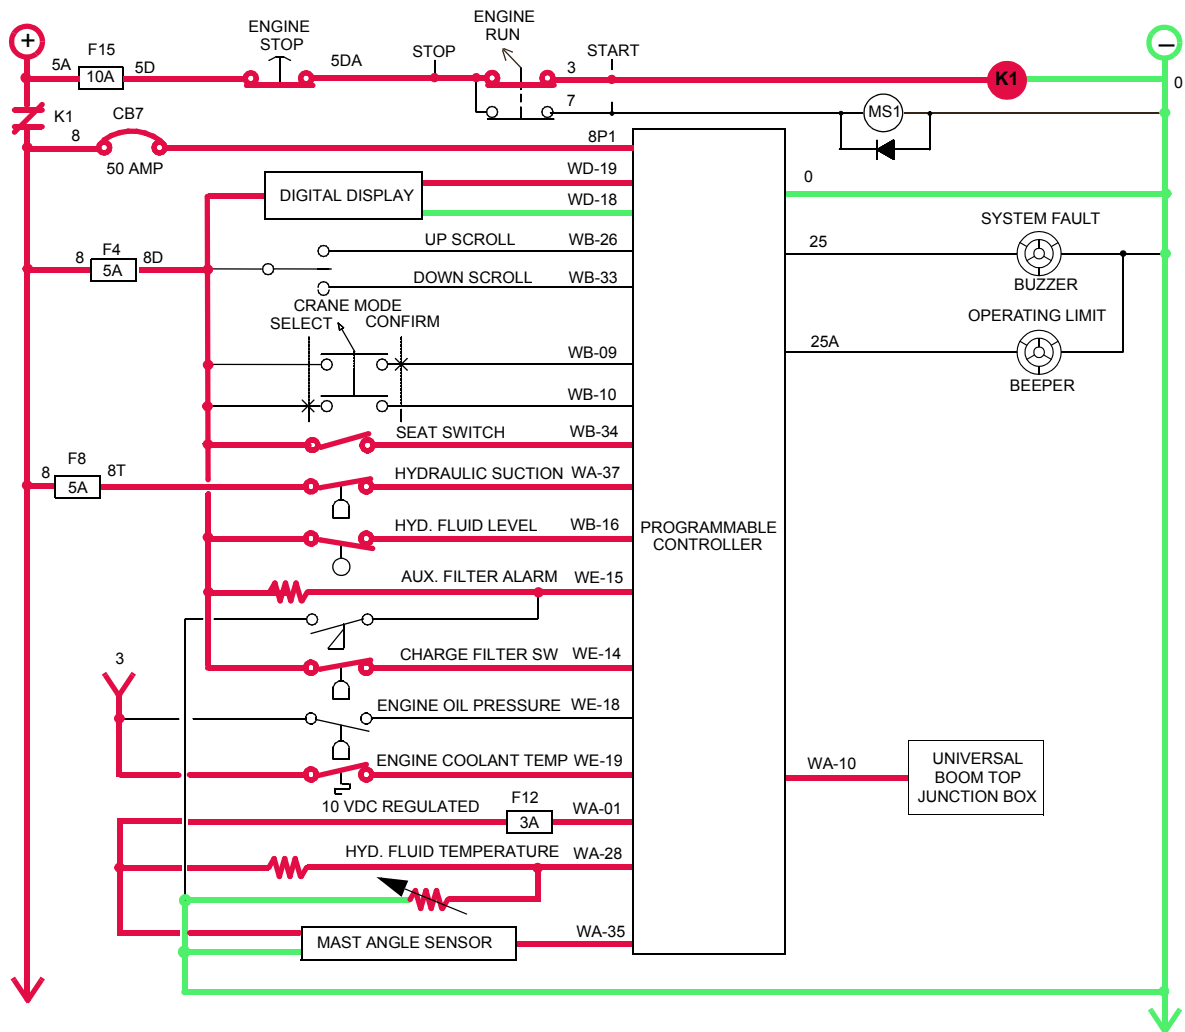 ENGINE
STOP
ENGINE
RUN
+
5A
F15
10A
5D
5DA
STOP
3
START
K1
–
0
K1
7
MS1
8
CB7
50 AMP
8P1
WD-19
0
DIGITAL DISPLAY
WD-18
UP SCROLL
WB-26
25
SYSTEM FAULT
BUZZER
8
F4
5A
8D
DOWN SCROLL
WB-33
CRANE MODE
SELECT
CONFIRM
OPERATING LIMIT
25A
BEEPER
WB-09
WB-10
SEAT SWITCH
WB-34
8
F8
5A
8T
HYDRAULIC SUCTION
WA-37
HYD. FLUID LEVEL
WB-16
PROGRAMMABLE
CONTROLLER
AUX. FILTER ALARM
WE-15
CHARGE FILTER SW
WE-14
3
ENGINE OIL PRESSURE
WE-18
ENGINE COOLANT TEMP
WE-19
WA-10
UNIVERSAL
BOOM TOP
JUNCTION BOX
10 VDC REGULATED
F12
3A
WA-01
HYD. FLUID TEMPERATURE
WA-28
MAST ANGLE SENSOR
WA-35